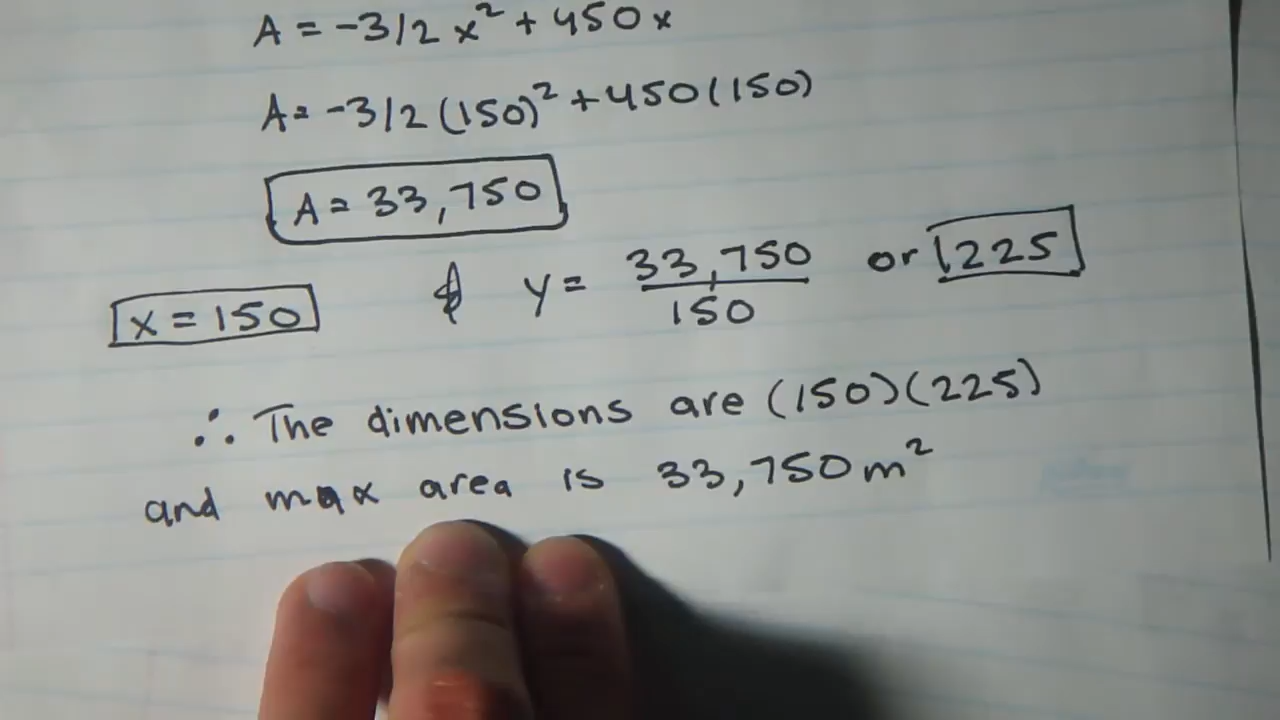 A = -3/2 x² + 450x
A = -3/2 (150)² + 450(150)
A = 33,750
x = 150 & y = 33,750/150 or 225
∴ The dimensions are (150)(225)
and max area is 33,750 m²